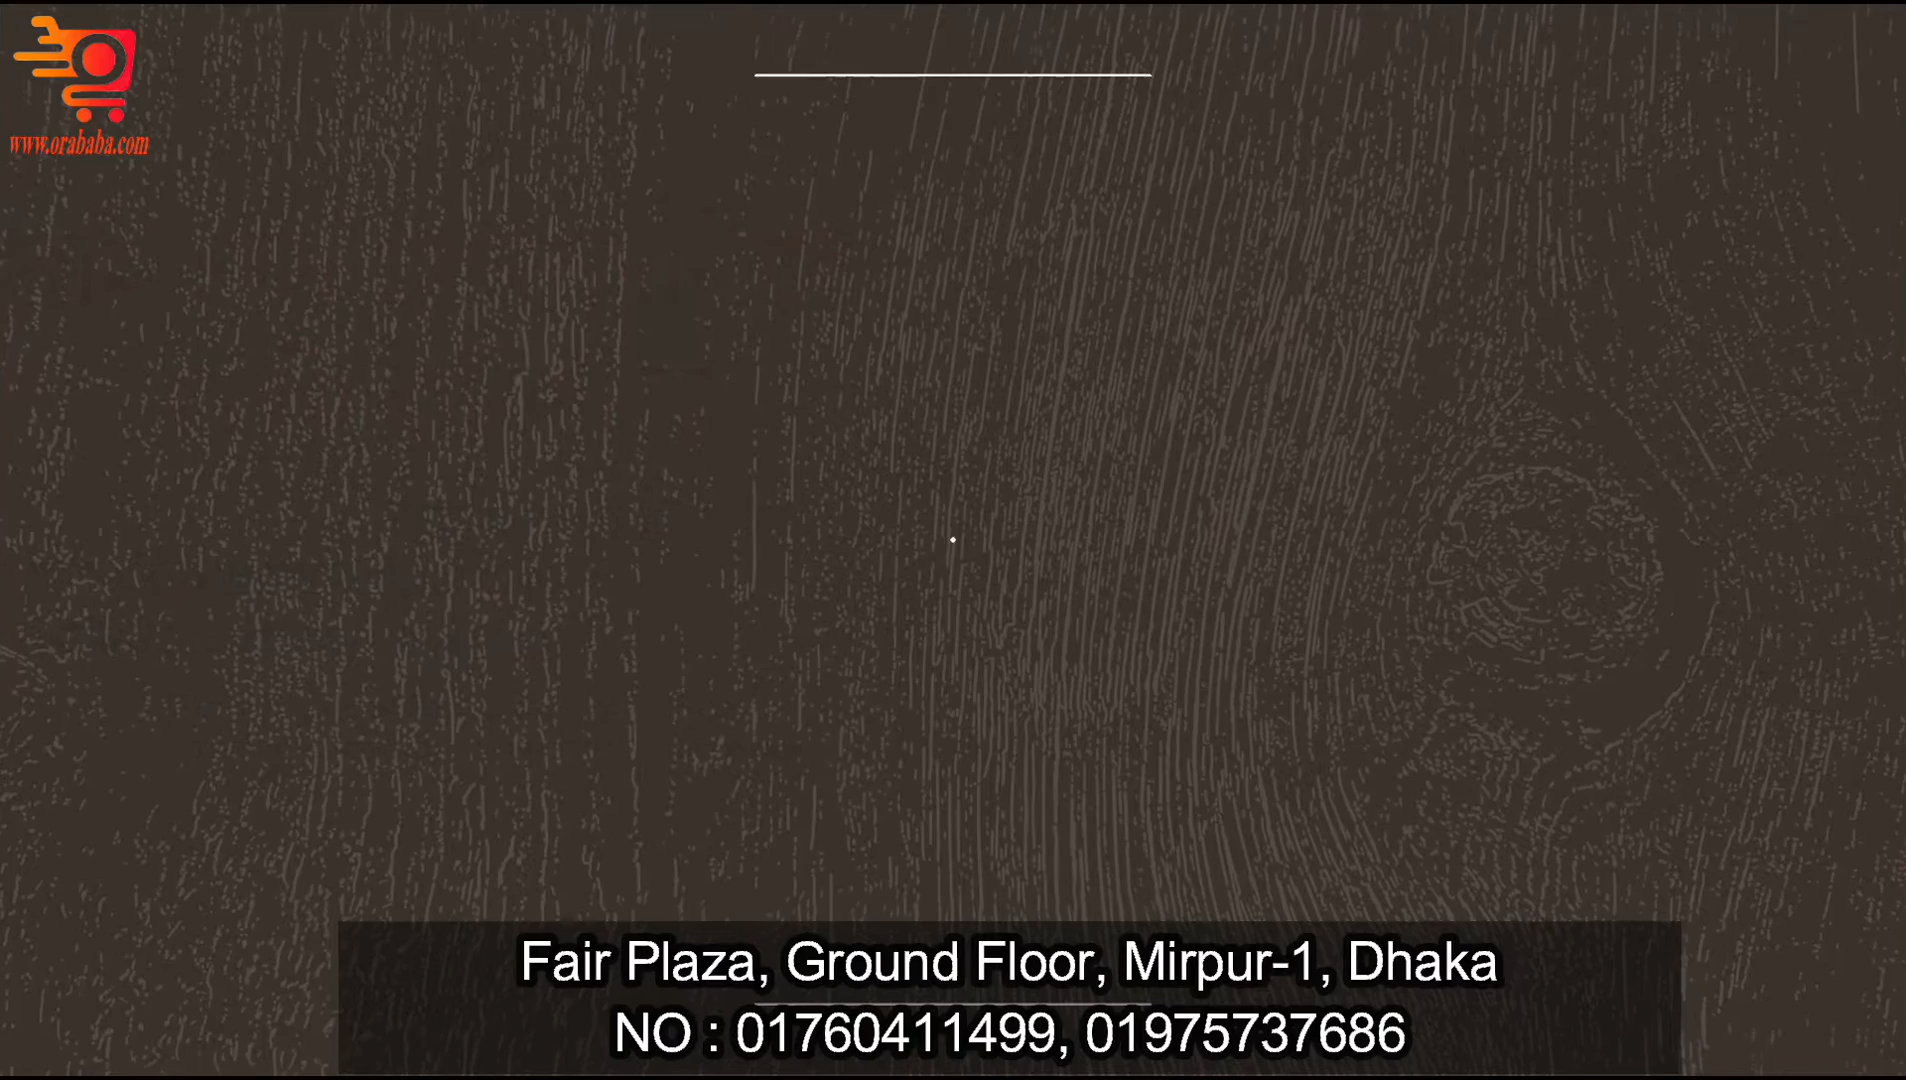 www.orababa.com
Fair Plaza, Ground Floor, Mirpur-1, Dhaka
NO : 01760411499, 01975737686